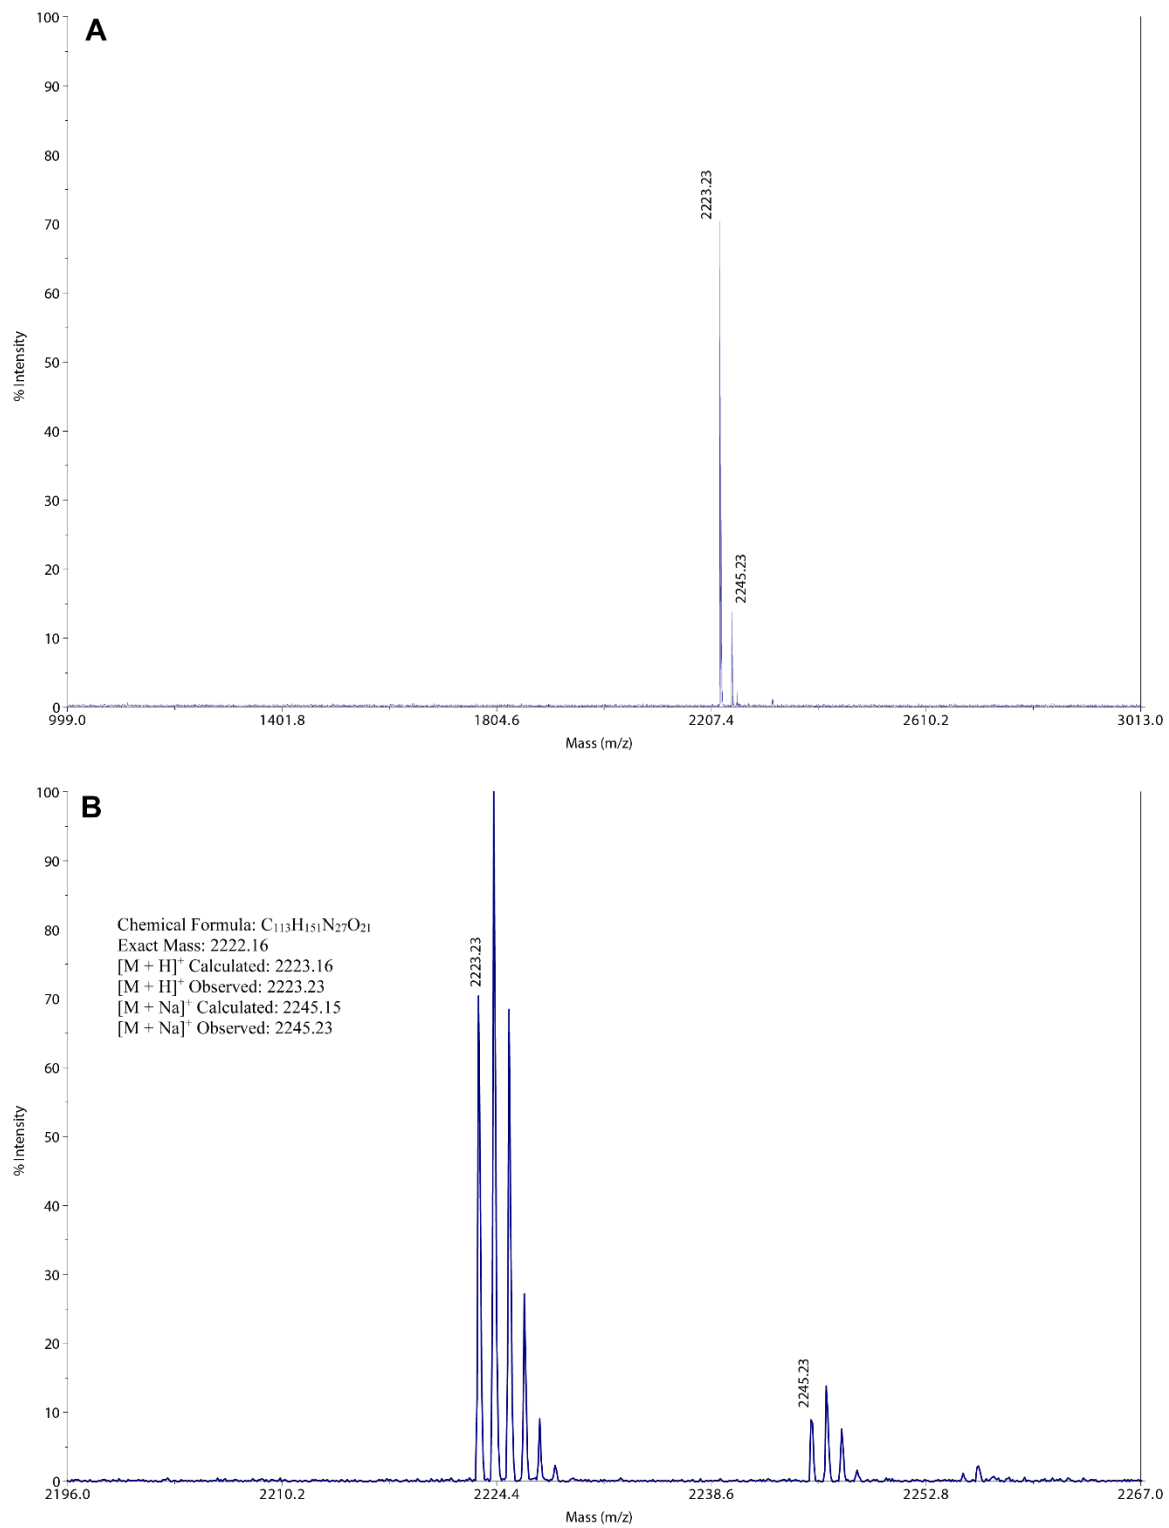 A
100
90
80
70
60
50
40
30
20
10
0
% Intensity
2223.23
2245.23
999.0 1401.8 1804.6 2207.4 2610.2 3013.0
Mass (m/z)
B
100
90
80
70
60
50
40
30
20
10
0
% Intensity
Chemical Formula: C₁₁₃H₁₅₁N₂₇O₂₁
Exact Mass: 2222.16
[M + H]⁺ Calculated: 2223.16
[M + H]⁺ Observed: 2223.23
[M + Na]⁺ Calculated: 2245.15
[M + Na]⁺ Observed: 2245.23
2223.23
2245.23
2196.0 2210.2 2224.4 2238.6 2252.8 2267.0
Mass (m/z)